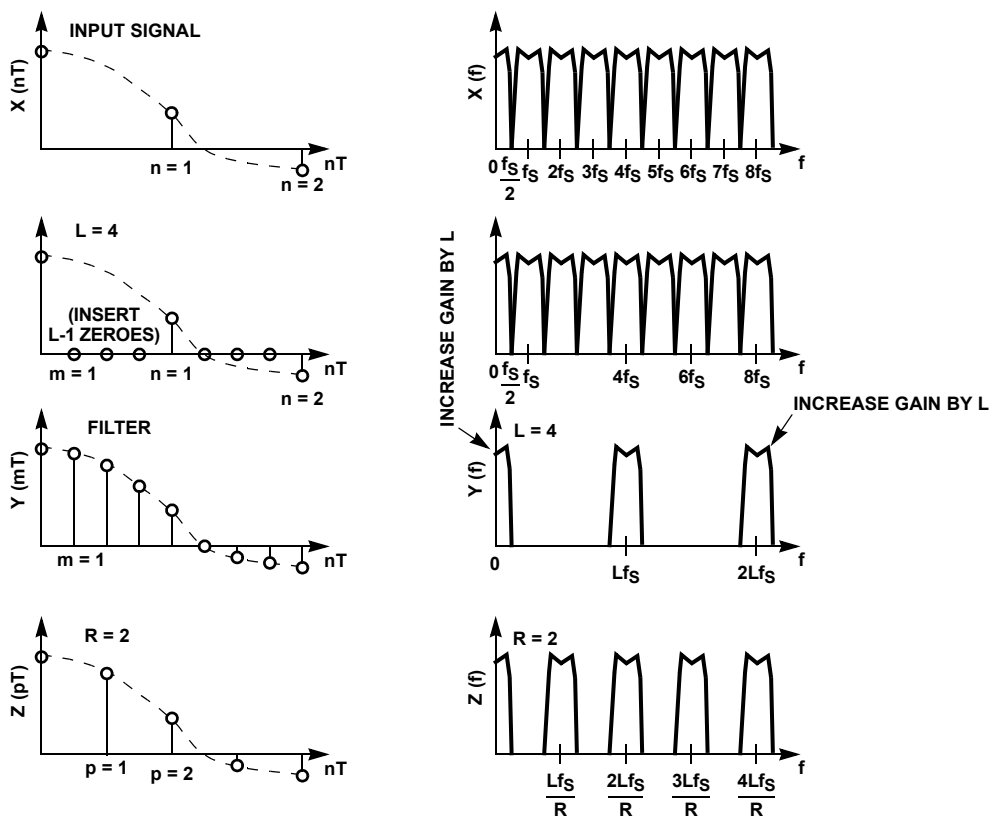 INPUT SIGNAL
X (nT)
n = 1
nT
n = 2
X (f)
0
fS
2
fS
2fS
3fS
4fS
5fS
6fS
7fS
8fS
f
L = 4
(INSERT
L-1 ZEROES)
m = 1
n = 1
nT
n = 2
INCREASE GAIN BY L
0
fS
2
fS
4fS
6fS
8fS
f
FILTER
Y (mT)
m = 1
nT
INCREASE GAIN BY L
L = 4
Y (f)
0
LfS
2LfS
f
R = 2
Z (pT)
p = 1
p = 2
nT
R = 2
Z (f)
LfS
R
2LfS
R
3LfS
R
4LfS
R
f